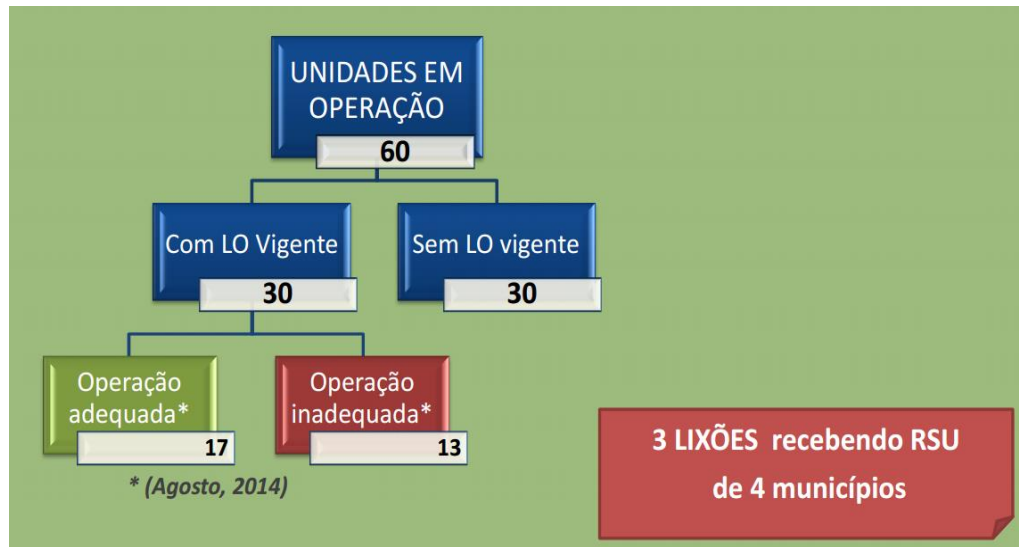 UNIDADES EM
OPERAÇÃO
60
Com LO Vigente
30
Sem LO vigente
30
Operação
adequada*
17
Operação
inadequada*
13
* (Agosto, 2014)
3 LIXÕES recebendo RSU
de 4 municípios